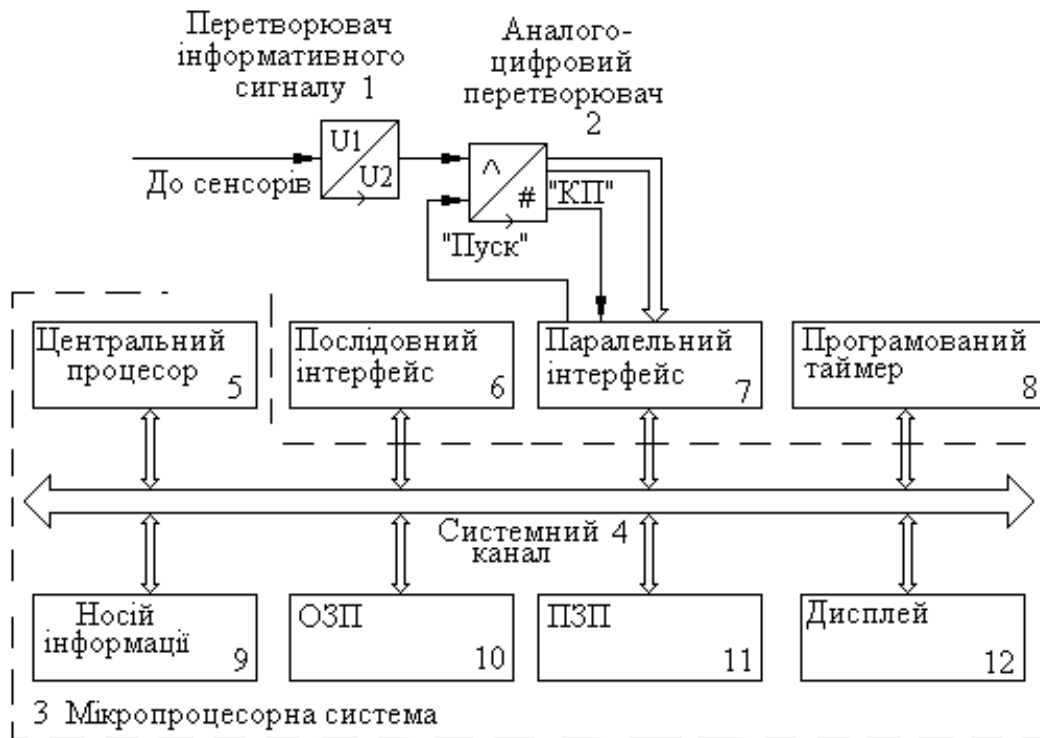 Перетворювач
інформативного
сигналу 1
Аналого-
цифровий
перетворювач
2
U1
U2
До сенсорів
^
#
"КП"
"Пуск"
Центральний
процесор
5
Послідовний
інтерфейс
6
Паралельний
інтерфейс
7
Програмований
таймер
8
Системний 4
канал
Носій
інформації
9
ОЗП
10
ПЗП
11
Дисплей
12
3 Мікропроцесорна система